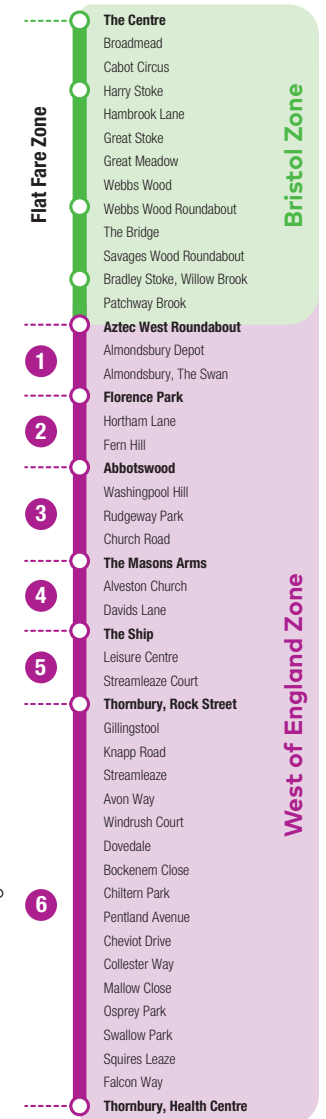 Flat Fare Zone
Bristol Zone
The Centre
Broadmead
Cabot Circus
Harry Stoke
Hambrook Lane
Great Stoke
Great Meadow
Webbs Wood
Webbs Wood Roundabout
The Bridge
Savages Wood Roundabout
Bradley Stoke, Willow Brook
Patchway Brook
West of England Zone
Aztec West Roundabout
1
Almondsbury Depot
Almondsbury, The Swan
Florence Park
2
Hortham Lane
Fern Hill
Abbotswood
3
Washingpool Hill
Rudgeway Park
Church Road
The Masons Arms
4
Alveston Church
Davids Lane
The Ship
5
Leisure Centre
Streamleaze Court
Thornbury, Rock Street
6
Gillingstool
Knapp Road
Streamleaze
Avon Way
Windrush Court
Dovedale
Bockenem Close
Chiltern Park
Pentland Avenue
Cheviot Drive
Collester Way
Mallow Close
Osprey Park
Swallow Park
Squires Leaze
Falcon Way
Thornbury, Health Centre